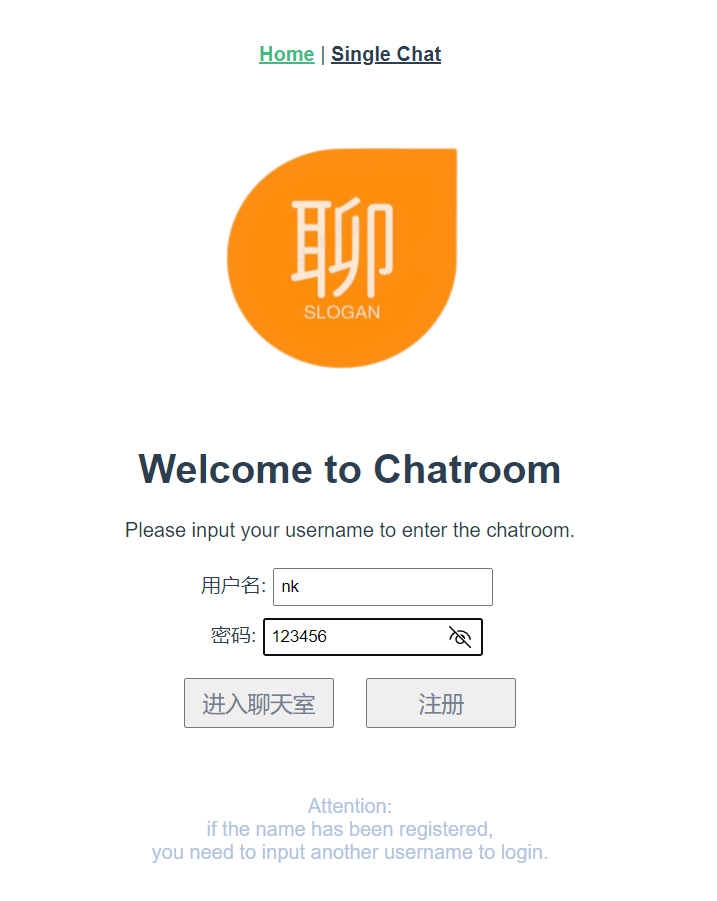 Home | Single Chat
聊
·SLOGAN·
Welcome to Chatroom
Please input your username to enter the chatroom.
用户名: nk
密码: 123456
进入聊天室 注册
Attention:
if the name has been registered,
you need to input another username to login.